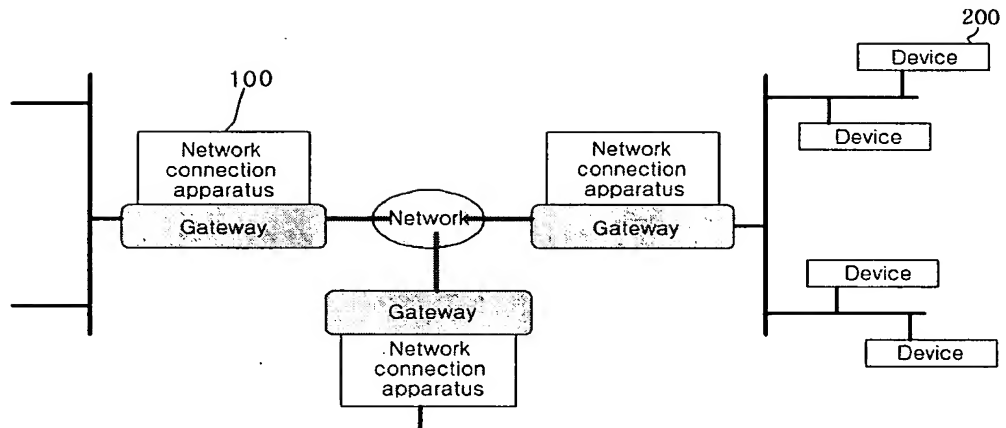 200
Device
100
Device
Network
connection
apparatus
Network
connection
apparatus
Gateway
Network
Gateway
Device
Gateway
Device
Network
connection
apparatus